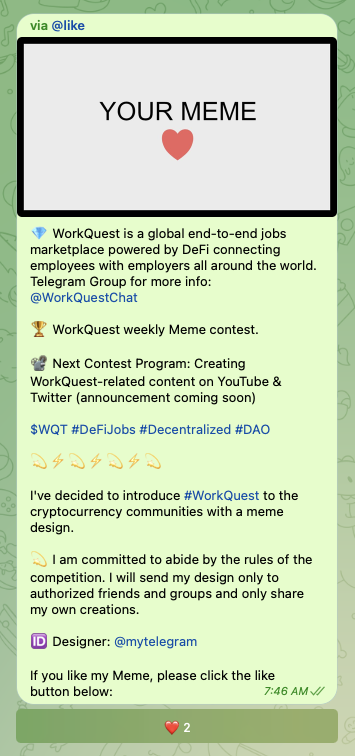 via @like
YOUR MEME
💎 WorkQuest is a global end-to-end jobs
marketplace powered by DeFi connecting
employees with employers all around the world.
Telegram Group for more info:
@WorkQuestChat
🏆 WorkQuest weekly Meme contest.
📽 Next Contest Program: Creating
WorkQuest-related content on YouTube &
Twitter (announcement coming soon)
$WQT #DeFiJobs #Decentralized #DAO
💫⚡💫⚡💫⚡💫
I've decided to introduce #WorkQuest to the
cryptocurrency communities with a meme
design.
💫 I am committed to abide by the rules of the
competition. I will send my design only to
authorized friends and groups and only share
my own creations.
🆔 Designer: @mytelegram
If you like my Meme, please click the like
button below:
7:46 AM
❤️ 2